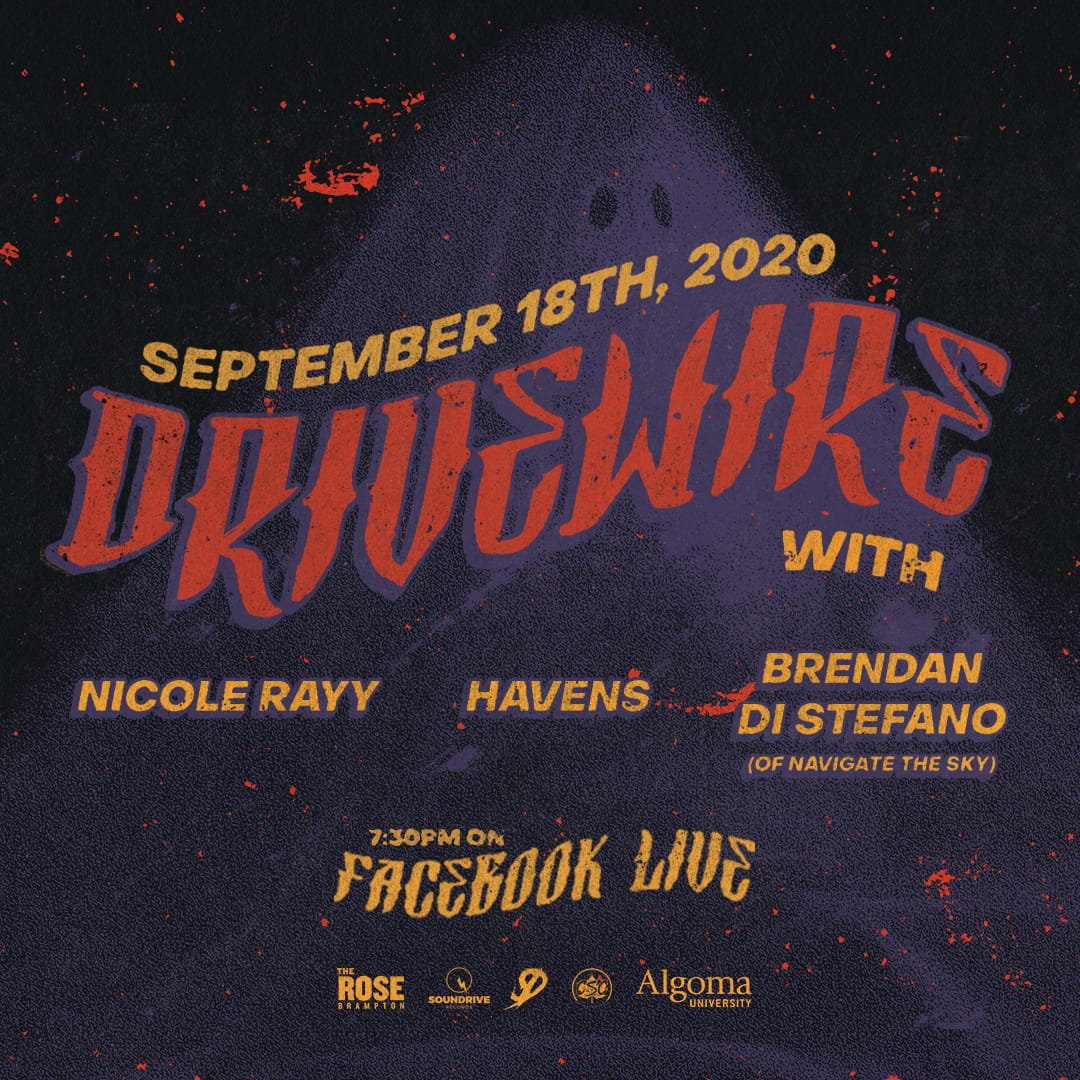 SEPTEMBER 18TH, 2020
DRIVEWIRE
WITH
NICOLE RAYY
HAVENS
BRENDAN
DI STEFANO
(OF NAVIGATE THE SKY)
7:30PM ON
FACEBOOK LIVE
THE
ROSE
BRAMPTON
SOUNDRIVE
RECORDS
Algoma
UNIVERSITY